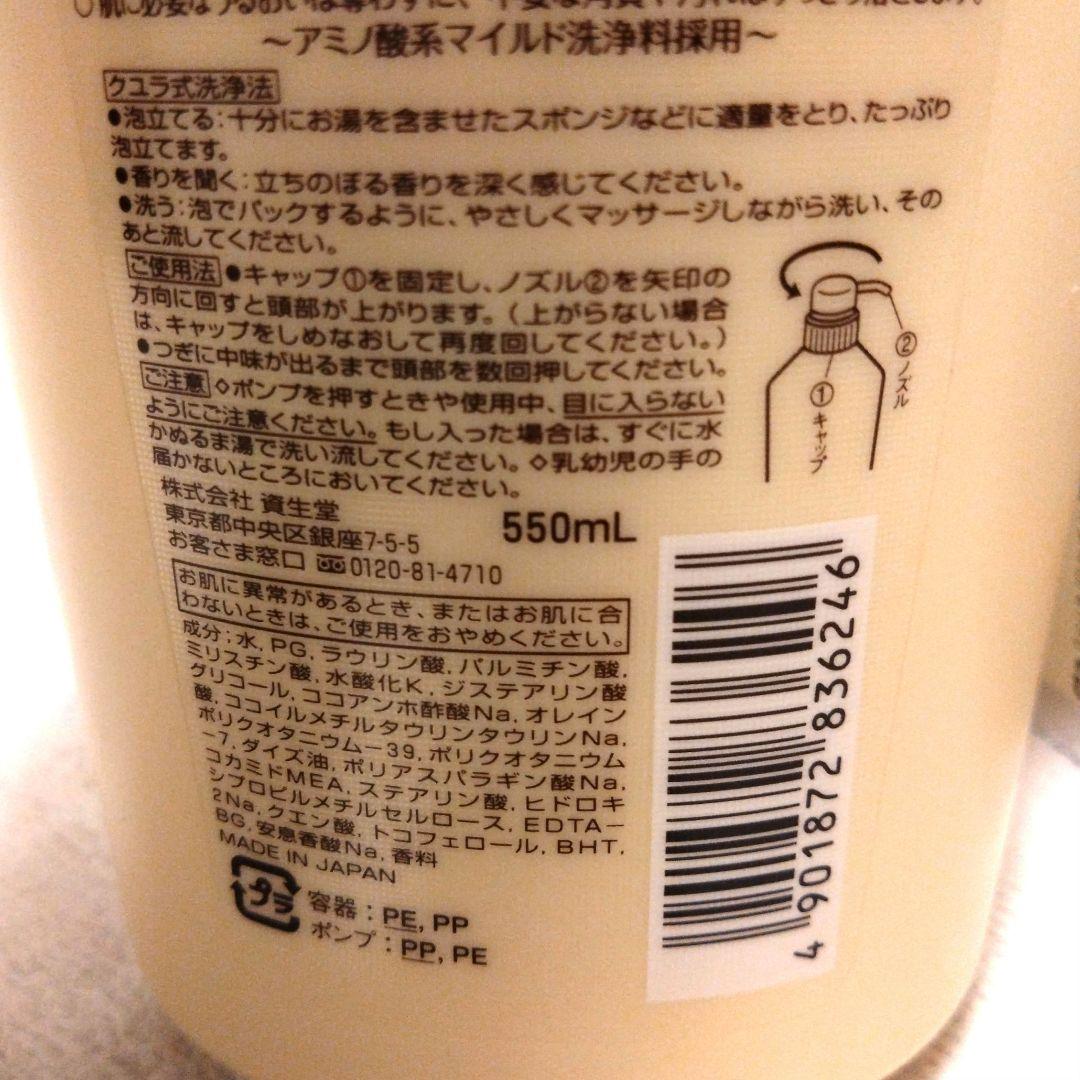 〜アミノ酸系マイルド洗浄料採用〜
クユラ式洗浄法
●泡立てる：十分にお湯を含ませたスポンジなどに適量をとり、たっぷり
泡立てます。
●香りを聞く：立ちのぼる香りを深く感じてください。
●洗う：泡でパックするように、やさしくマッサージしながら洗い、その
あと流してください。
ご使用法 ●キャップ①を固定し、ノズル②を矢印の
方向に回すと頭部が上がります。（上がらない場合
は、キャップをしめなおして再度回してください。）
●つぎに中味が出るまで頭部を数回押してください。
ご注意 ◇ポンプを押すときや使用中、目に入らない
ようにご注意ください。もし入った場合は、すぐに水
かぬるま湯で洗い流してください。◇乳幼児の手の
届かないところにおいてください。
②ノズル
①キャップ
株式会社 資生堂
東京都中央区銀座7-5-5
お客さま窓口 0120-81-4710
550mL
お肌に異常があるとき、またはお肌に合
わないときは、ご使用をおやめください。
成分；水, PG, ラウリン酸, パルミチン酸,
ミリスチン酸, 水酸化K, ジステアリン酸
グリコール, ココアンホ酢酸Na, オレイン
酸, ココイルメチルタウリンタウリンNa,
ポリクオタニウム－39, ポリクオタニウム
－7, ダイズ油, ポリアスパラギン酸Na,
コカミドMEA, ステアリン酸, ヒドロキ
シプロピルメチルセルロース, EDTA－
2Na, クエン酸, トコフェロール, BHT,
BG, 安息香酸Na, 香料
MADE IN JAPAN
プラ
容器：PE, PP
ポンプ：PP, PE
4 901872 836246